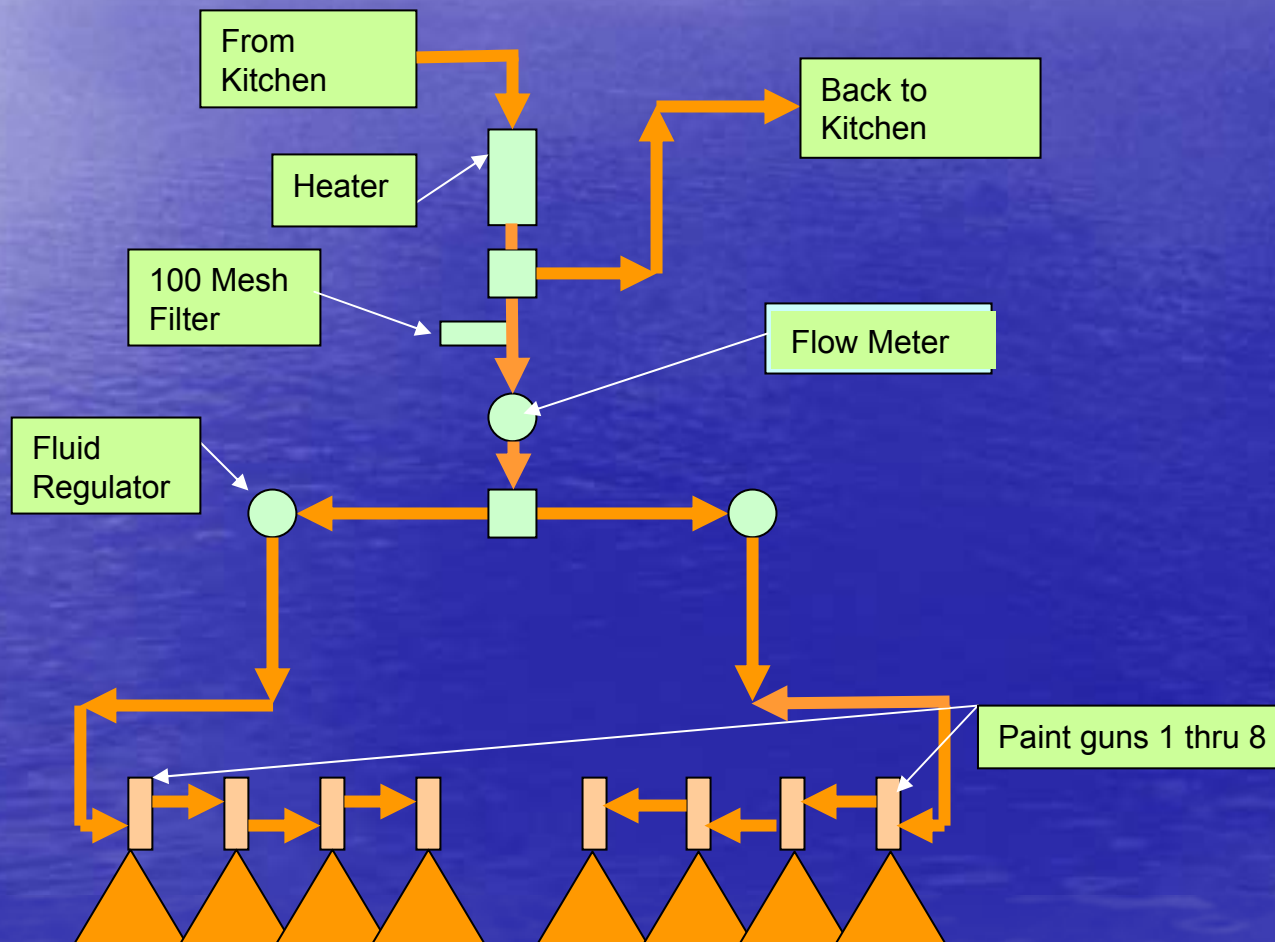 From
Kitchen
Back to
Kitchen
Heater
100 Mesh
Filter
Flow Meter
Fluid
Regulator
Paint guns 1 thru 8